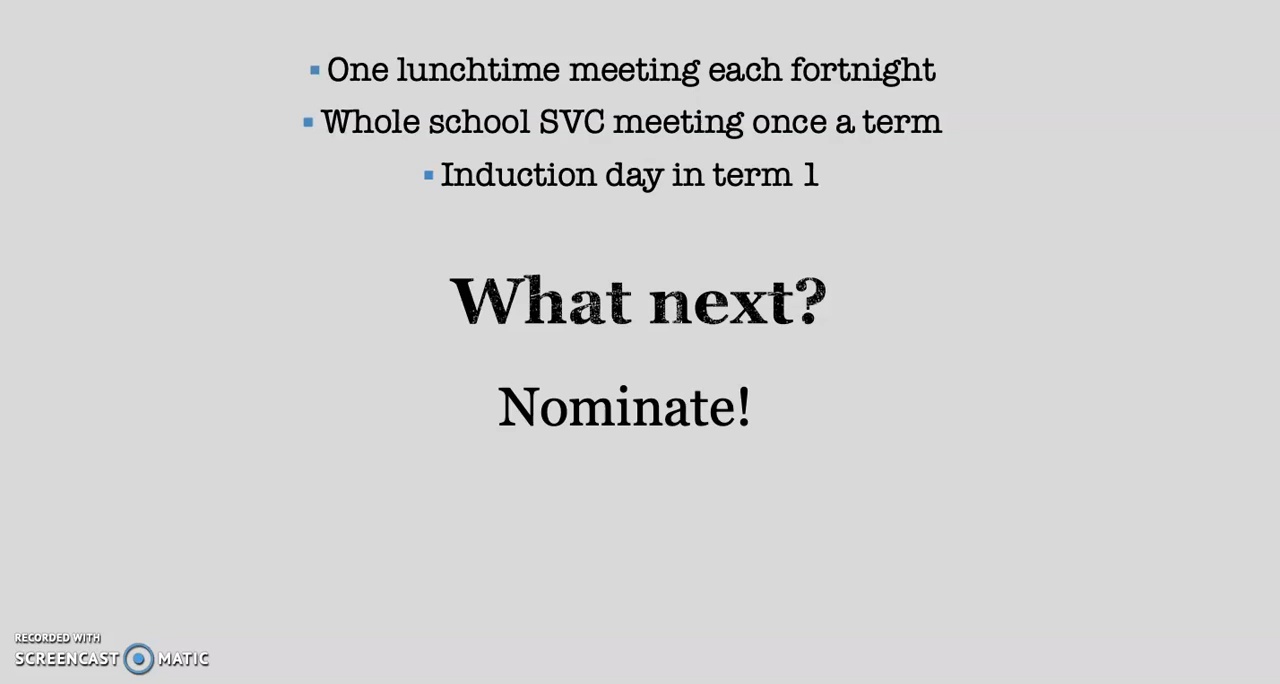 ▪ One lunchtime meeting each fortnight
▪ Whole school SVC meeting once a term
▪ Induction day in term 1
What next?
Nominate!
RECORDED WITH
SCREENCAST MATIC